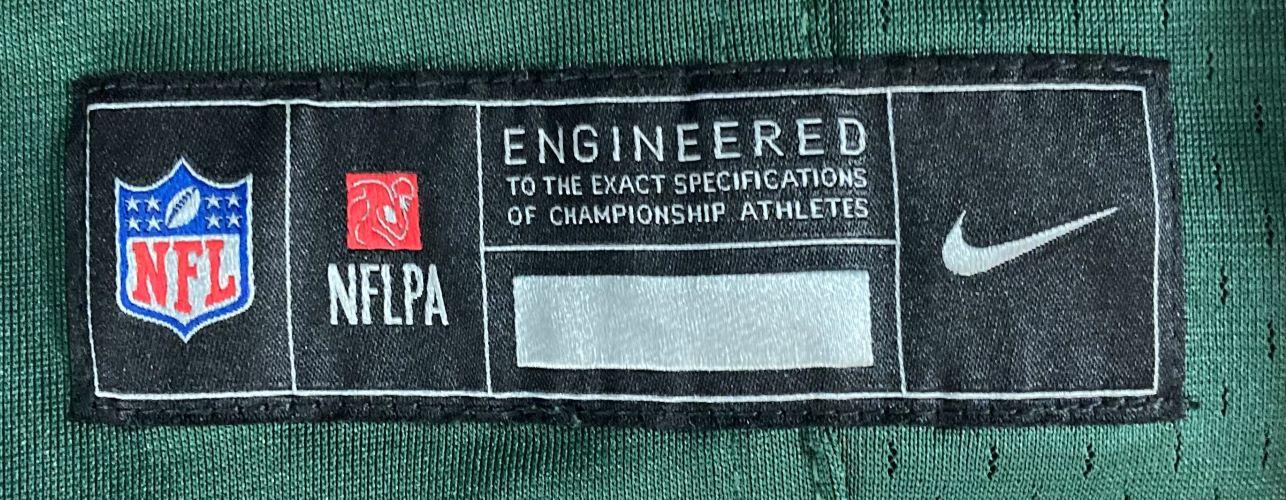 NFL
NFLPA
ENGINEERED
TO THE EXACT SPECIFICATIONS
OF CHAMPIONSHIP ATHLETES